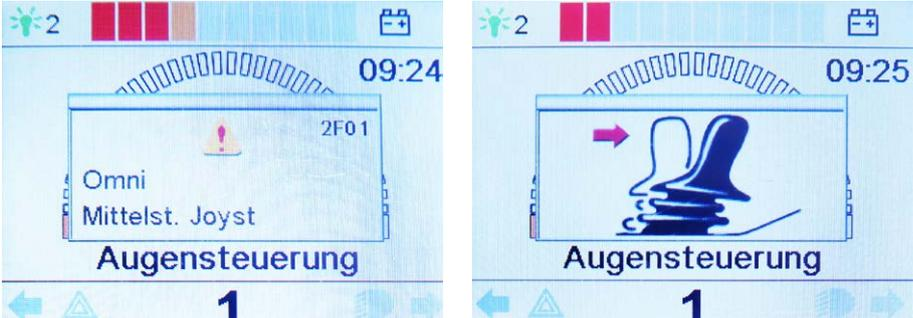 2
09:24
2F01
Omni
Mittelst. Joyst
Augensteuerung
1
2
09:25
Augensteuerung
1